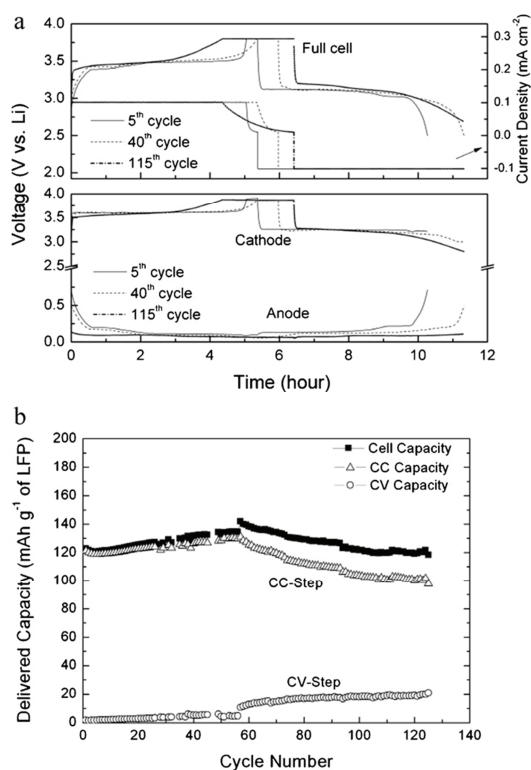 a
4.0
3.5
3.0
2.5
2.0
Full cell
5th cycle
40th cycle
115th cycle
0.3
0.2
0.1
0.0
-0.1
Current Density (mA cm-2)
Voltage (V vs. Li)
4.0
3.5
3.0
2.5
0.5
0.0
Cathode
5th cycle
40th cycle
115th cycle
Anode
0 2 4 6 8 10 12
Time (hour)
b
200
180
160
140
120
100
80
60
40
20
0
Delivered Capacity (mAh g-1 of LFP)
Cell Capacity
CC Capacity
CV Capacity
CC-Step
CV-Step
0 20 40 60 80 100 120 140
Cycle Number